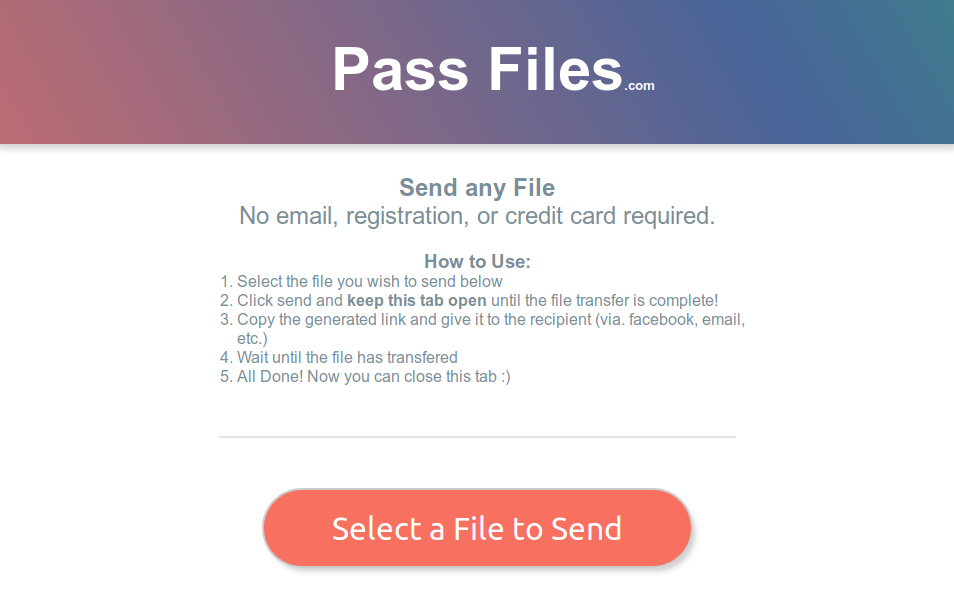 Pass Files.com
Send any File
No email, registration, or credit card required.
How to Use:
1. Select the file you wish to send below
2. Click send and keep this tab open until the file transfer is complete!
3. Copy the generated link and give it to the recipient (via. facebook, email,
etc.)
4. Wait until the file has transfered
5. All Done! Now you can close this tab :)
Select a File to Send